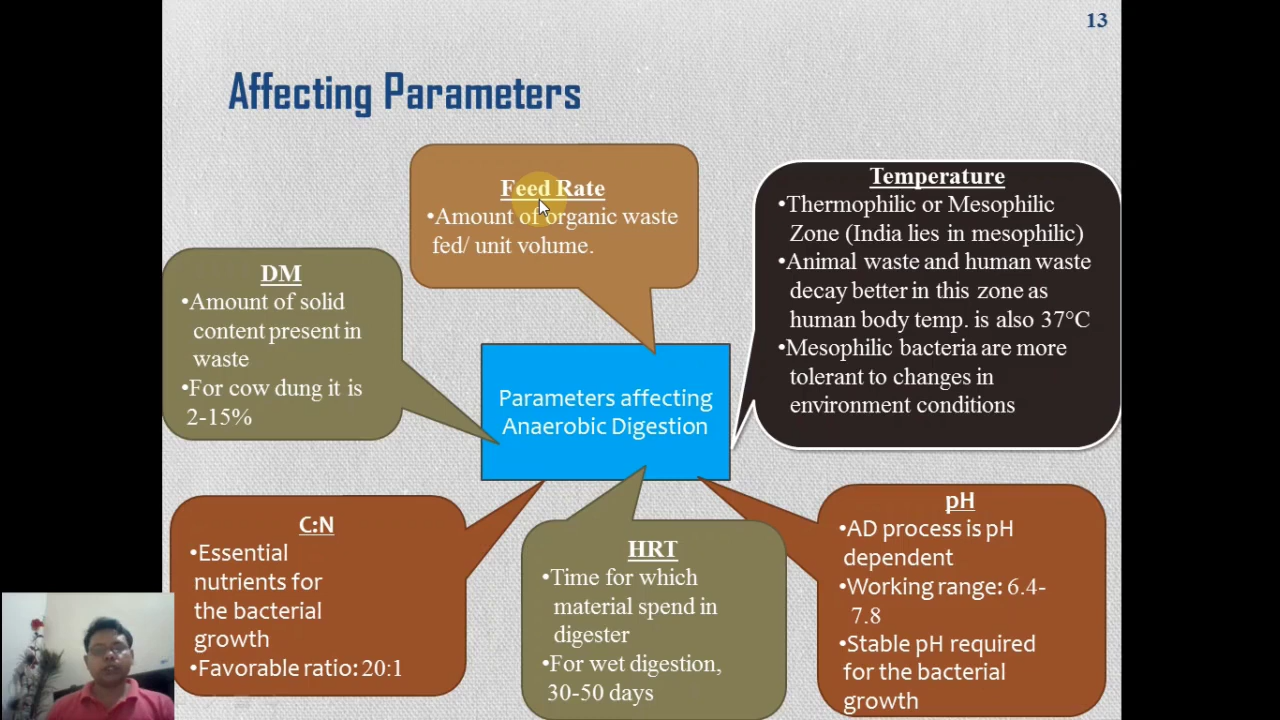 13
Affecting Parameters
Feed Rate
•Amount of organic waste
fed/ unit volume.
Temperature
•Thermophilic or Mesophilic
Zone (India lies in mesophilic)
•Animal waste and human waste
decay better in this zone as
human body temp. is also 37°C
•Mesophilic bacteria are more
tolerant to changes in
environment conditions
DM
•Amount of solid
content present in
waste
•For cow dung it is
2-15%
Parameters affecting
Anaerobic Digestion
C:N
•Essential
nutrients for
the bacterial
growth
•Favorable ratio: 20:1
HRT
•Time for which
material spend in
digester
•For wet digestion,
30-50 days
pH
•AD process is pH
dependent
•Working range: 6.4-
7.8
•Stable pH required
for the bacterial
growth